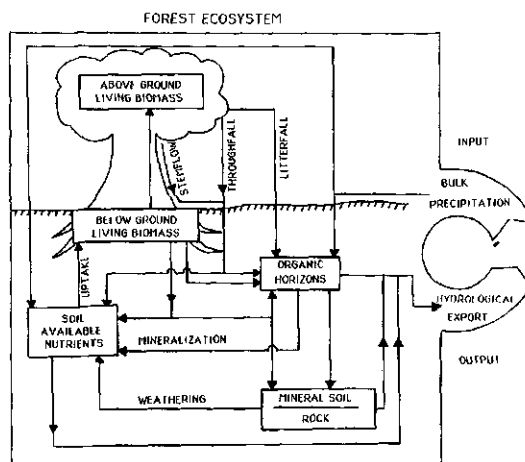 FOREST ECOSYSTEM
ABOVE GROUND
LIVING BIOMASS
STEMFLOW
THROUGHFALL
LITTERFALL
INPUT
BULK
PRECIPITATION
BELOW GROUND
LIVING BIOMASS
UPTAKE
ORGANIC
HORIZONS
HYDROLOGICAL
EXPORT
SOIL
AVAILABLE
NUTRIENTS
MINERALIZATION
OUTPUT
WEATHERING
MINERAL SOIL
ROCK